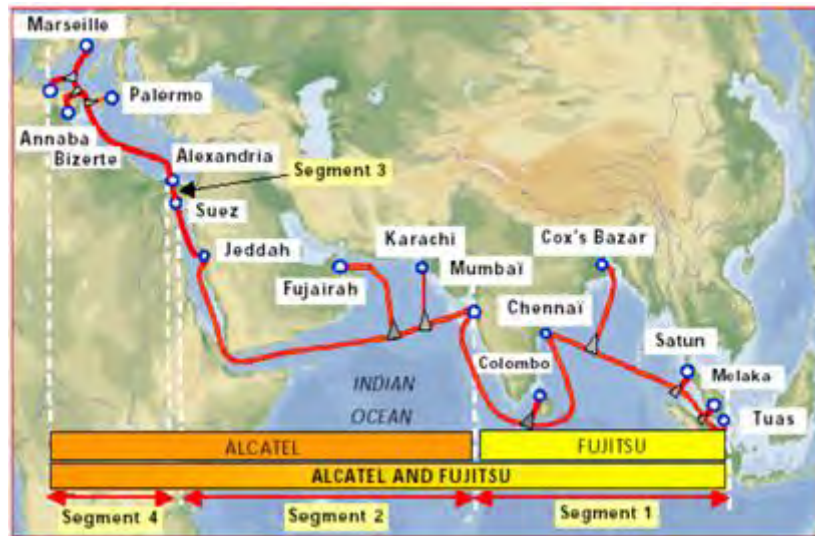 Marseille
Palermo
Annaba
Bizerte
Alexandria
Segment 3
Suez
Jeddah
Karachi
Cox's Bazar
Fujairah
Mumbaï
Chennaï
Satun
Colombo
Melaka
Tuas
INDIAN
OCEAN
ALCATEL
FUJITSU
ALCATEL AND FUJITSU
Segment 4
Segment 2
Segment 1